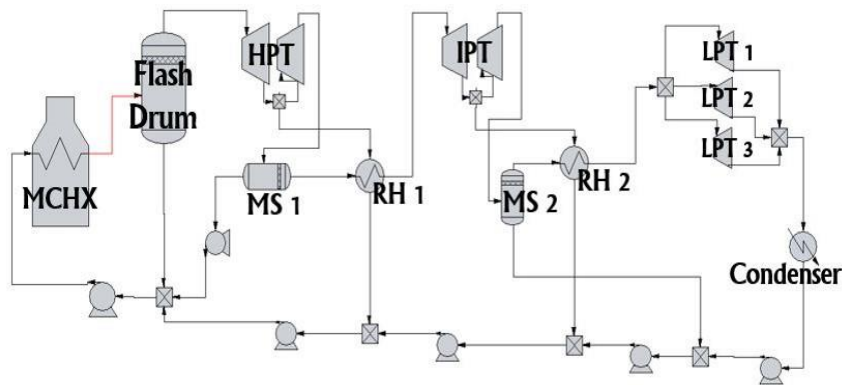 Flash
Drum
HPT
IPT
LPT 1
LPT 2
LPT 3
MCHX
MS 1
RH 1
MS 2
RH 2
Condenser